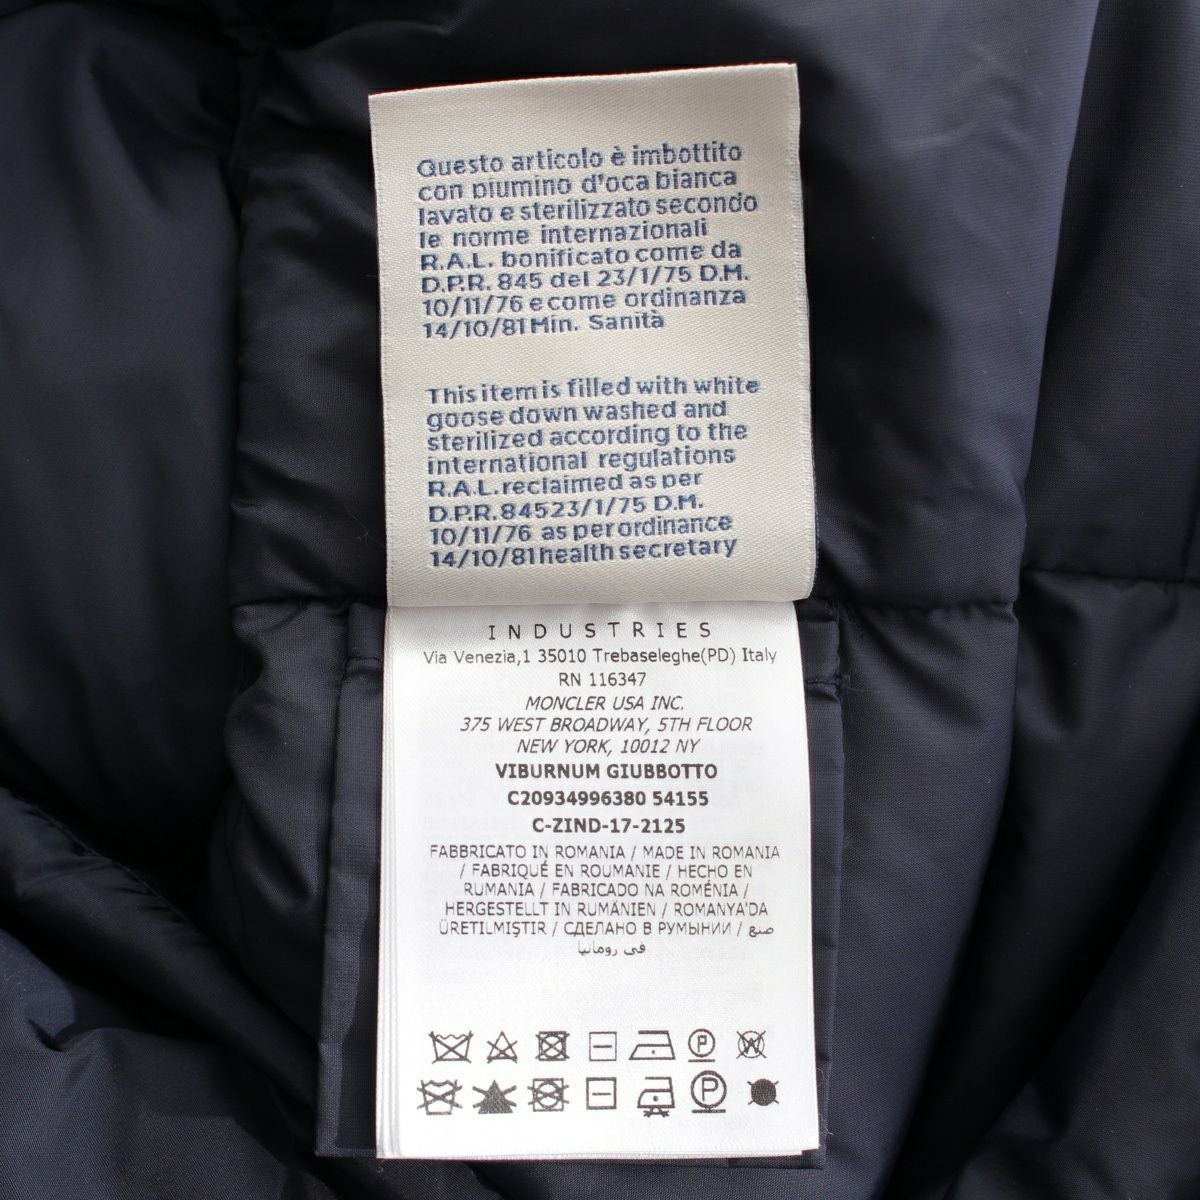 Questo articolo è imbottito
con piumino d'oca bianca
lavato e sterilizzato secondo
le norme internazionali
R.A.L. bonificato come da
D.P.R. 845 del 23/1/75 D.M.
10/11/76 e come ordinanza
14/10/81 Min. Sanità
This item is filled with white
goose down washed and
sterilized according to the
international regulations
R.A.L. reclaimed as per
D.P.R. 845 23/1/75 D.M.
10/11/76 as per ordinance
14/10/81 health secretary
INDUSTRIES
Via Venezia,1 35010 Trebaseleghe(PD) Italy
RN 116347
MONCLER USA INC.
375 WEST BROADWAY, 5TH FLOOR
NEW YORK, 10012 NY
VIBURNUM GIUBBOTTO
C20934996380 54155
C-ZIND-17-2125
FABBRICATO IN ROMANIA / MADE IN ROMANIA
/ FABRIQUÉ EN ROUMANIE / HECHO EN
RUMANIA / FABRICADO NA ROMÉNIA /
HERGESTELLT IN RUMÄNIEN / ROMANYA'DA
ÜRETILMIŞTIR / СДЕЛАНО В РУМЫНИИ / صنع
في رومانيا
P W
P